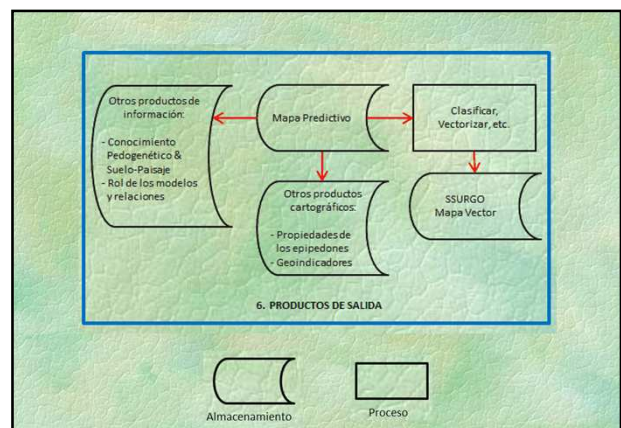 Otros productos de
información:
- Conocimiento
Pedogenético &
Suelo-Paisaje
- Rol de los modelos
y relaciones
Mapa Predictivo
Clasificar,
Vectorizar, etc.
Otros productos
cartográficos:
- Propiedades de
los epipedones
- Geoindicadores
SSURGO
Mapa Vector
6. PRODUCTOS DE SALIDA
Almacenamiento
Proceso